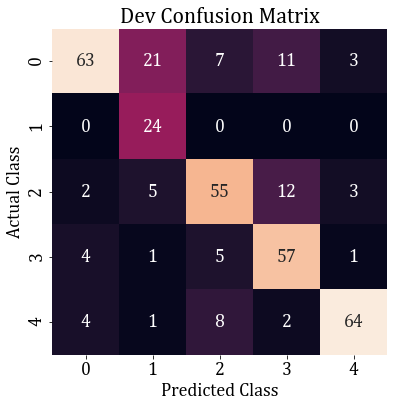 Dev Confusion Matrix
Actual Class
0 63 21 7 11 3
1 0 24 0 0 0
2 2 5 55 12 3
3 4 1 5 57 1
4 4 1 8 2 64
0 1 2 3 4
Predicted Class